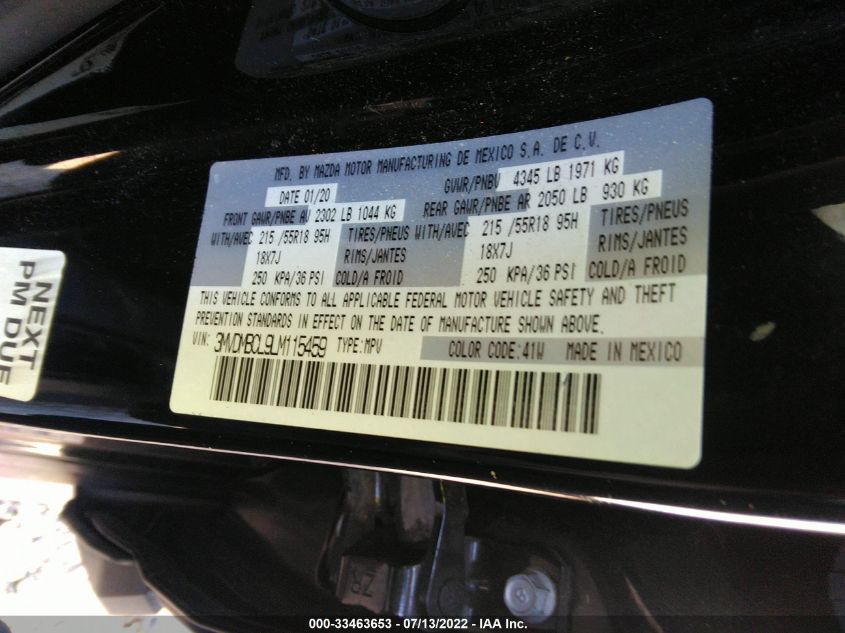 MFD. BY MAZDA MOTOR MANUFACTURING DE MEXICO S.A. DE C.V.
DATE 01/20 GVWR/PNBV 4345 LB 1971 KG
FRONT GAWR/PNBE AV 2302 LB 1044 KG REAR GAWR/PNBE AR 2050 LB 930 KG
WITH/AVEC 215 /55R18 95H TIRES/PNEUS WITH/AVEC 215 /55R18 95H TIRES/PNEUS
18X7J RIMS/JANTES 18X7J RIMS/JANTES
250 KPA/36 PSI COLD/A FROID 250 KPA/36 PSI COLD/A FROID
THIS VEHICLE CONFORMS TO ALL APPLICABLE FEDERAL MOTOR VEHICLE SAFETY AND THEFT
PREVENTION STANDARDS IN EFFECT ON THE DATE OF MANUFACTURE SHOWN ABOVE.
VIN: 3MVDMBCL9LM115459 TYPE:MPV COLOR CODE:41W MADE IN MEXICO
NEXT
PM DUE
ZR
000-33463653 - 07/13/2022 - IAA Inc.